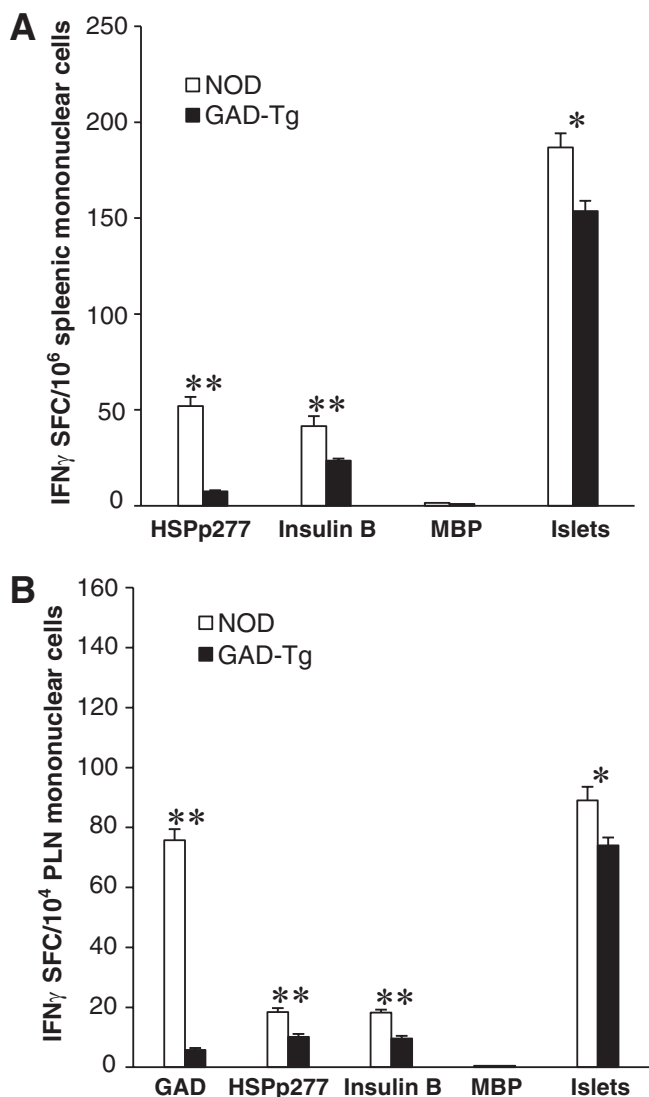 A
IFNγ SFC/10⁶ spleenic mononuclear cells
250
200
150
100
50
0
NOD
GAD-Tg
**
**
*
HSPp277 Insulin B MBP Islets
B
IFNγ SFC/10⁴ PLN mononuclear cells
160
140
120
100
80
60
40
20
0
NOD
GAD-Tg
**
**
**
*
GAD HSPp277 Insulin B MBP Islets